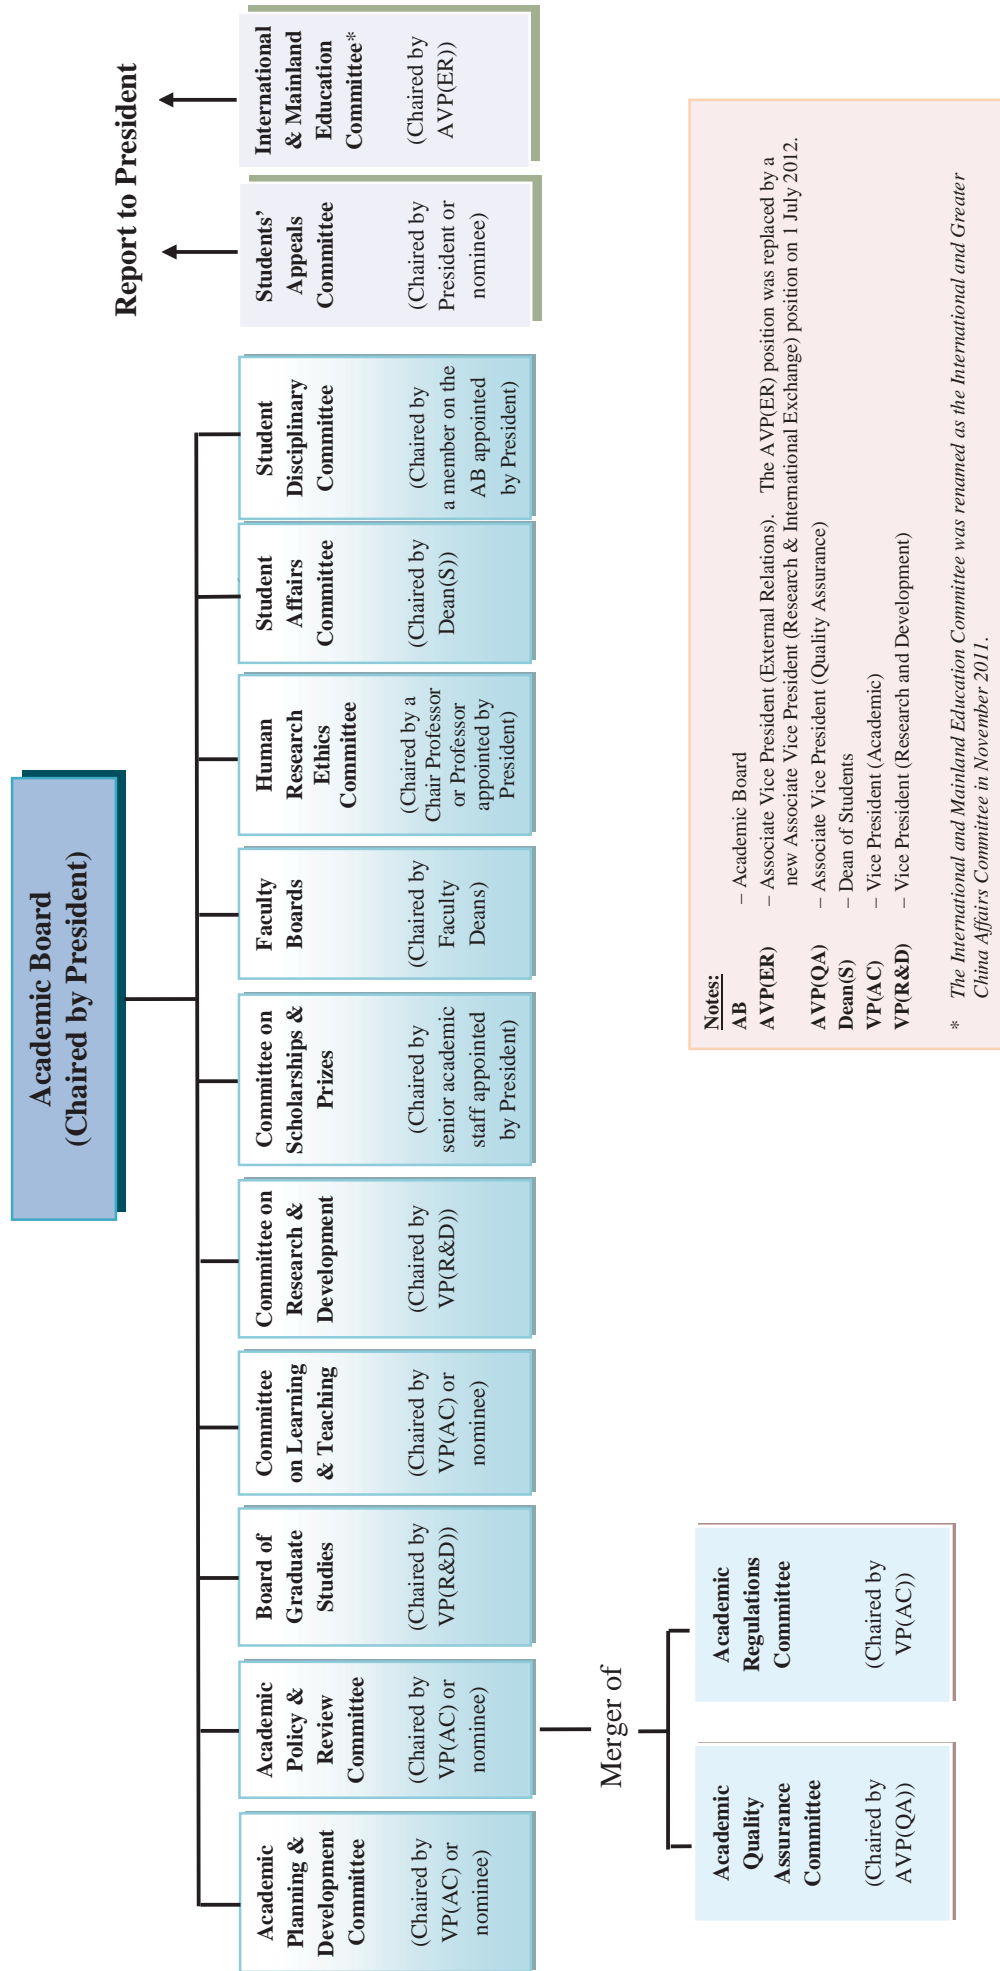 Academic Board
(Chaired by President)
Report to President
Academic
Planning &
Development
Committee
(Chaired by
VP(AC) or
nominee)
Academic
Policy &
Review
Committee
(Chaired by
VP(AC) or
nominee)
Board of
Graduate
Studies
(Chaired by
VP(R&D))
Committee
on Learning
& Teaching
(Chaired by
VP(AC) or
nominee)
Committee on
Research &
Development
(Chaired by
VP(R&D))
Committee on
Scholarships &
Prizes
(Chaired by
senior academic
staff appointed
by President)
Faculty
Boards
(Chaired by
Faculty
Deans)
Human
Research
Ethics
Committee
(Chaired by a
Chair Professor
or Professor
appointed by
President)
Student
Affairs
Committee
(Chaired by
Dean(S))
Student
Disciplinary
Committee
(Chaired by
a member on the
AB appointed
by President)
Students'
Appeals
Committee
(Chaired by
President or
nominee)
International
& Mainland
Education
Committee*
(Chaired by
AVP(ER))
Merger of
Academic
Quality
Assurance
Committee
(Chaired by
AVP(QA))
Academic
Regulations
Committee
(Chaired by
VP(AC))
Notes:
AB – Academic Board
AVP(ER) – Associate Vice President (External Relations). The AVP(ER) position was replaced by a
new Associate Vice President (Research & International Exchange) position on 1 July 2012.
AVP(QA) – Associate Vice President (Quality Assurance)
Dean(S) – Dean of Students
VP(AC) – Vice President (Academic)
VP(R&D) – Vice President (Research and Development)
* The International and Mainland Education Committee was renamed as the International and Greater
China Affairs Committee in November 2011.